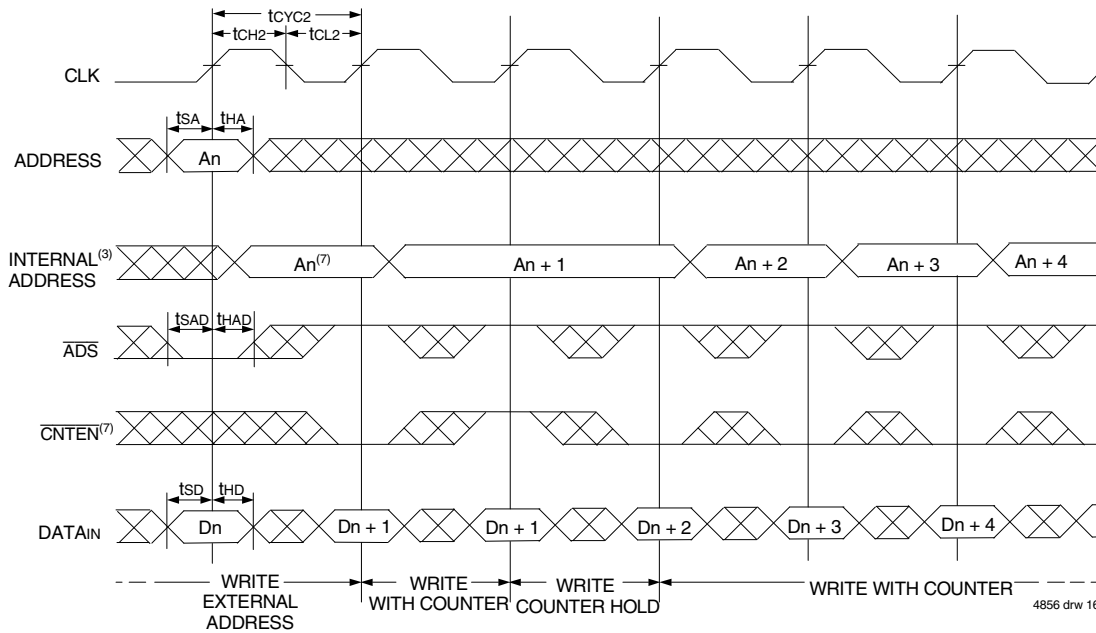 tCYC2
tCH2 tCL2
CLK
tSA tHA
ADDRESS An
INTERNAL(3)
ADDRESS
An(7) An + 1 An + 2 An + 3 An + 4
tSAD tHAD
ADS
CNTEN(7)
tSD tHD
DATAIN Dn Dn + 1 Dn + 1 Dn + 2 Dn + 3 Dn + 4
WRITE
EXTERNAL
ADDRESS
WRITE
WITH COUNTER
WRITE
COUNTER HOLD
WRITE WITH COUNTER
4856 drw 16